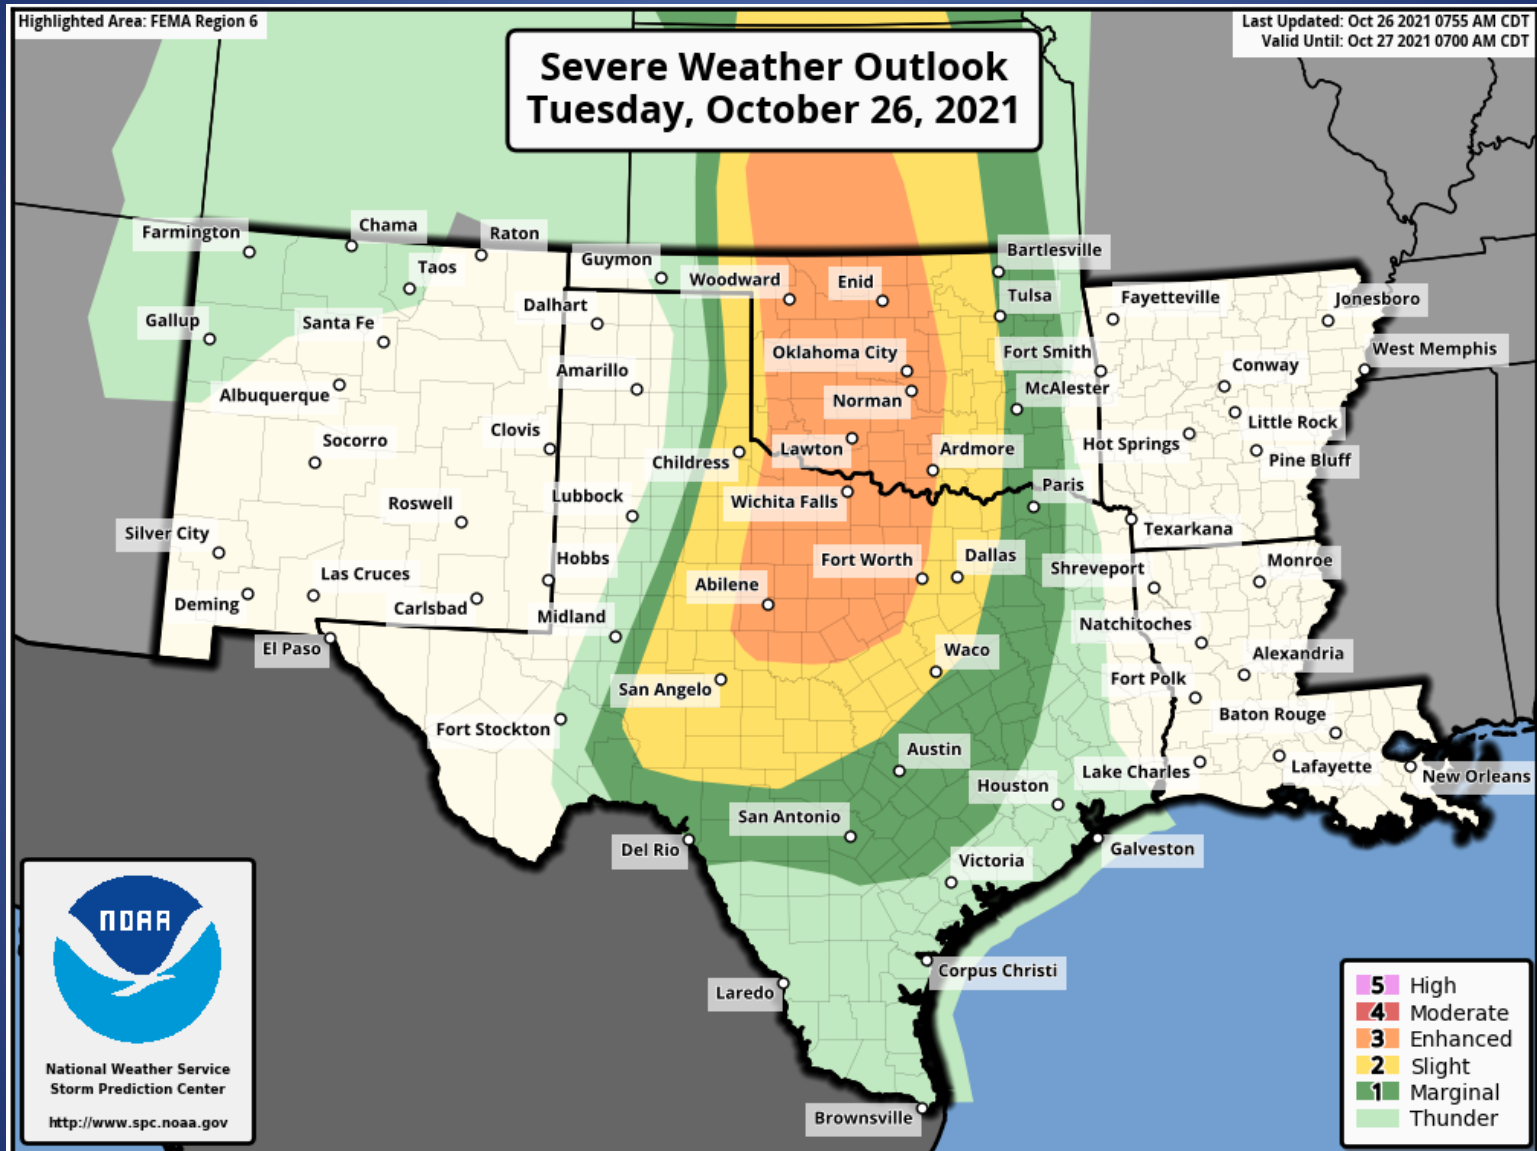 Highlighted Area: FEMA Region 6
Last Updated: Oct 26 2021 0755 AM CDT
Valid Until: Oct 27 2021 0700 AM CDT
Severe Weather Outlook
Tuesday, October 26, 2021
Farmington
Chama
Raton
Taos
Guymon
Woodward
Enid
Bartlesville
Tulsa
Gallup
Santa Fe
Dalhart
Fayetteville
Jonesboro
Oklahoma City
Fort Smith
West Memphis
Albuquerque
Amarillo
Norman
McAlester
Conway
Little Rock
Socorro
Clovis
Childress
Lawton
Ardmore
Hot Springs
Pine Bluff
Roswell
Lubbock
Wichita Falls
Paris
Texarkana
Silver City
Hobbs
Fort Worth
Dallas
Shreveport
Monroe
Las Cruces
Deming
Carlsbad
Abilene
Midland
Natchitoches
El Paso
San Angelo
Waco
Alexandria
Fort Polk
Fort Stockton
Austin
Baton Rouge
Houston
Lake Charles
Lafayette
New Orleans
San Antonio
Del Rio
Victoria
Galveston
Corpus Christi
Laredo
Brownsville
NOAA
National Weather Service
Storm Prediction Center
http://www.spc.noaa.gov
5 High
4 Moderate
3 Enhanced
2 Slight
1 Marginal
Thunder